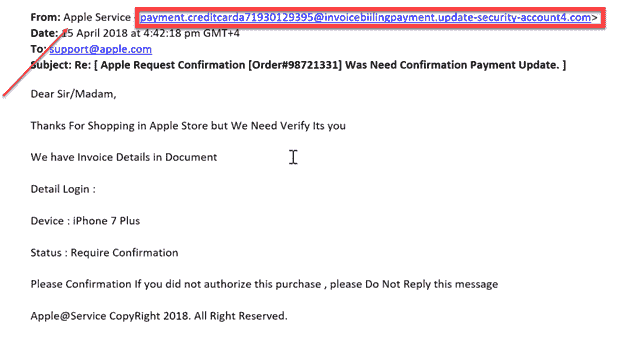 From: Apple Service <payment.creditcarda71930129395@invoicebiilingpayment.update-security-account4.com>
Date: 15 April 2018 at 4:42:18 pm GMT+4
To: support@apple.com
Subject: Re: [ Apple Request Confirmation [Order#98721331] Was Need Confirmation Payment Update. ]
Dear Sir/Madam,
Thanks For Shopping in Apple Store but We Need Verify Its you
We have Invoice Details in Document
Detail Login :
Device : iPhone 7 Plus
Status : Require Confirmation
Please Confirmation If you did not authorize this purchase , please Do Not Reply this message
Apple@Service CopyRight 2018. All Right Reserved.